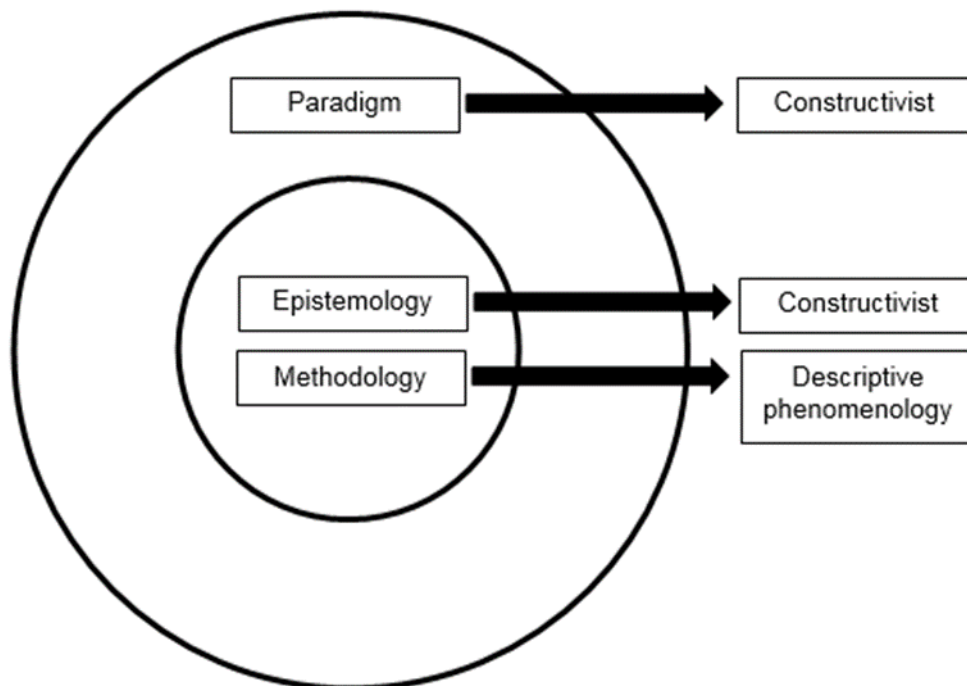 Paradigm
Constructivist
Epistemology
Constructivist
Methodology
Descriptive
phenomenology